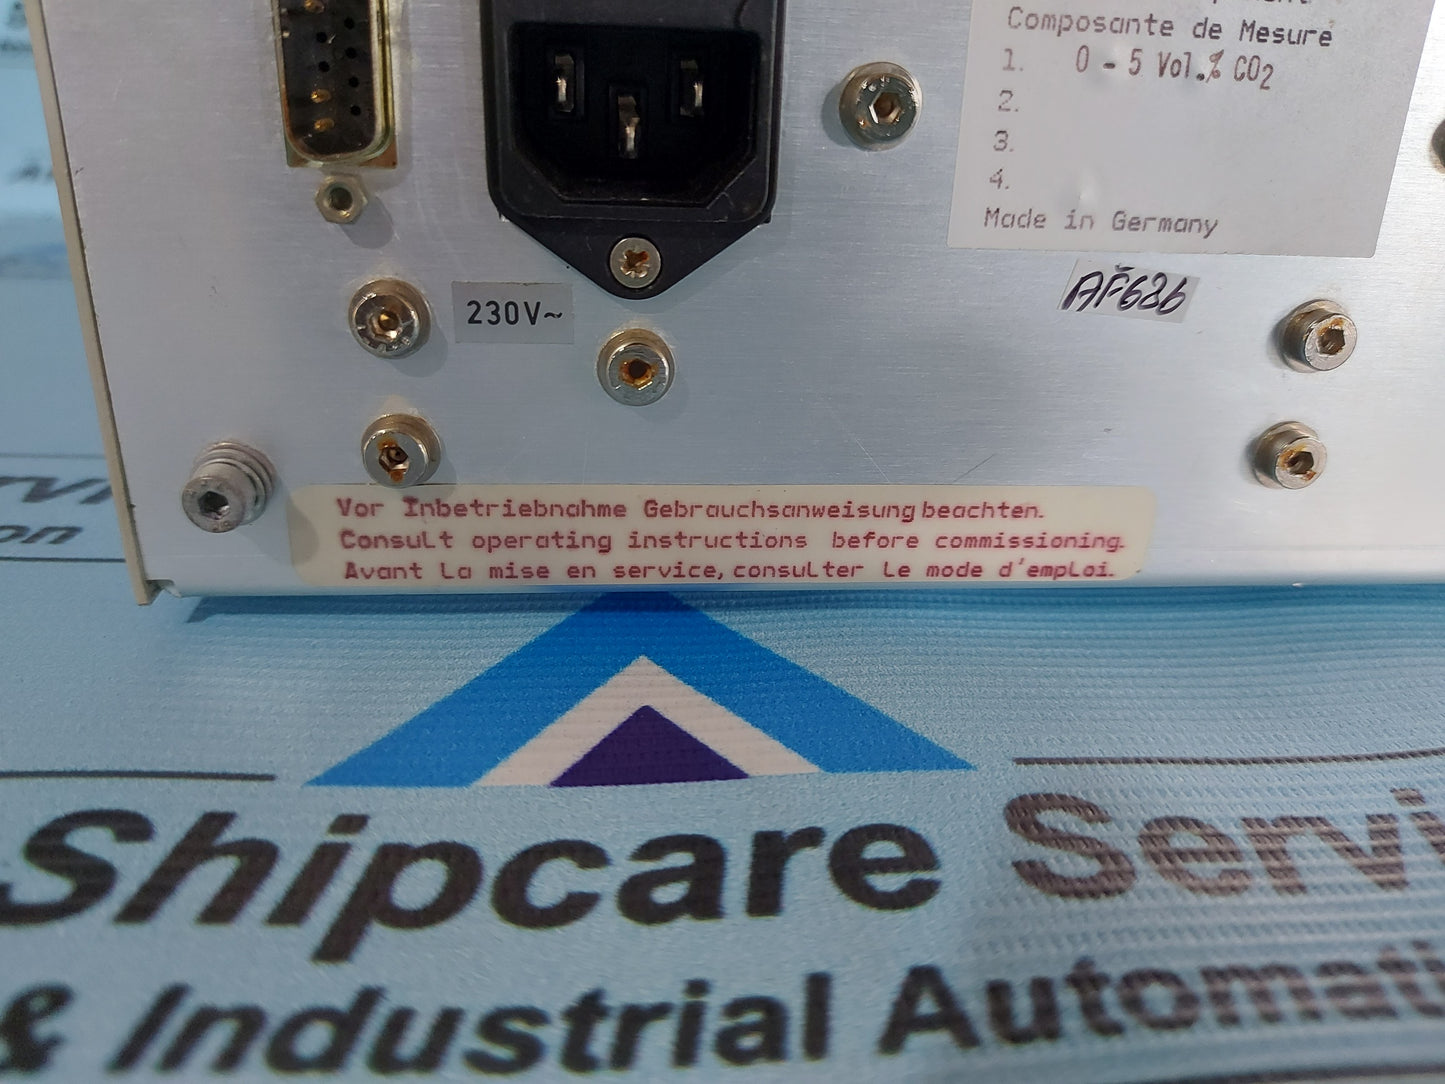 Composante de Mesure
1. 0 - 5 Vol.% CO2
2.
3.
4.
Made in Germany
AF686
230V~
Vor Inbetriebnahme Gebrauchsanweisung beachten.
Consult operating instructions before commissioning.
Avant la mise en service, consulter le mode d'emploi.
Shipcare Servi
& Industrial Automati